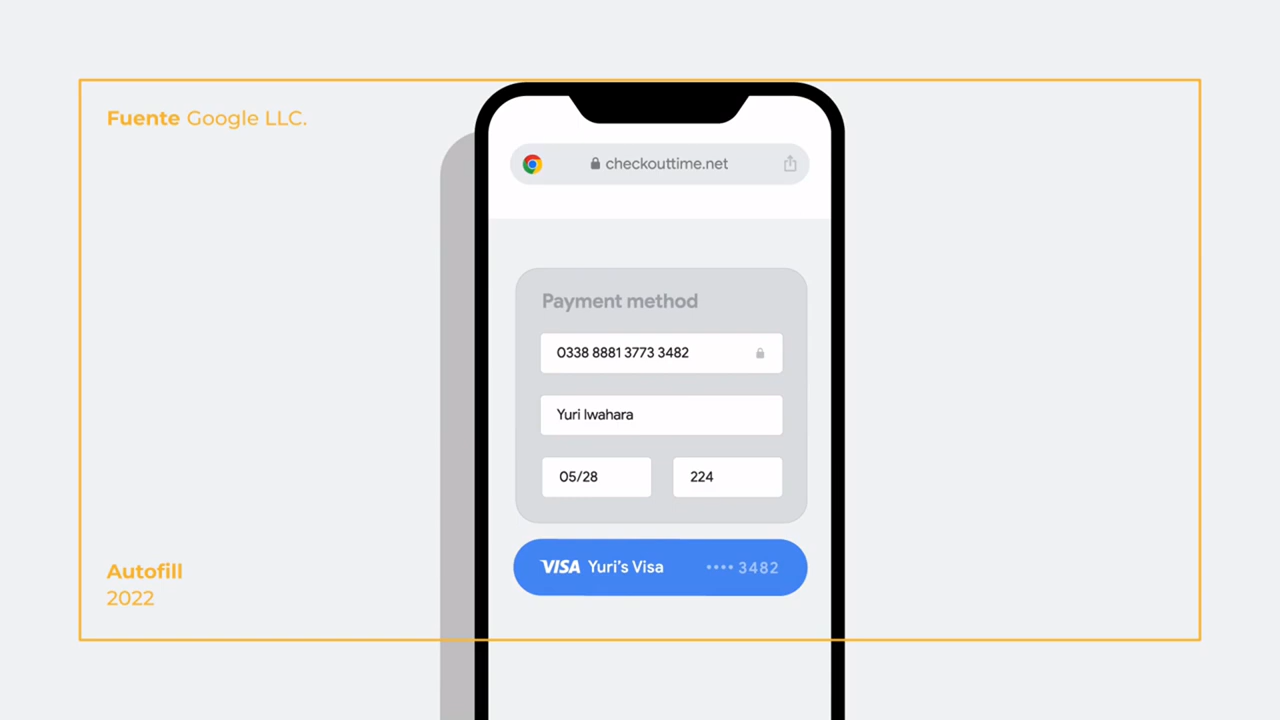 Fuente Google LLC.
checkouttime.net
Payment method
0338 8881 3773 3482
Yuri Iwahara
05/28
224
VISA Yuri's Visa •••• 3482
Autofill
2022